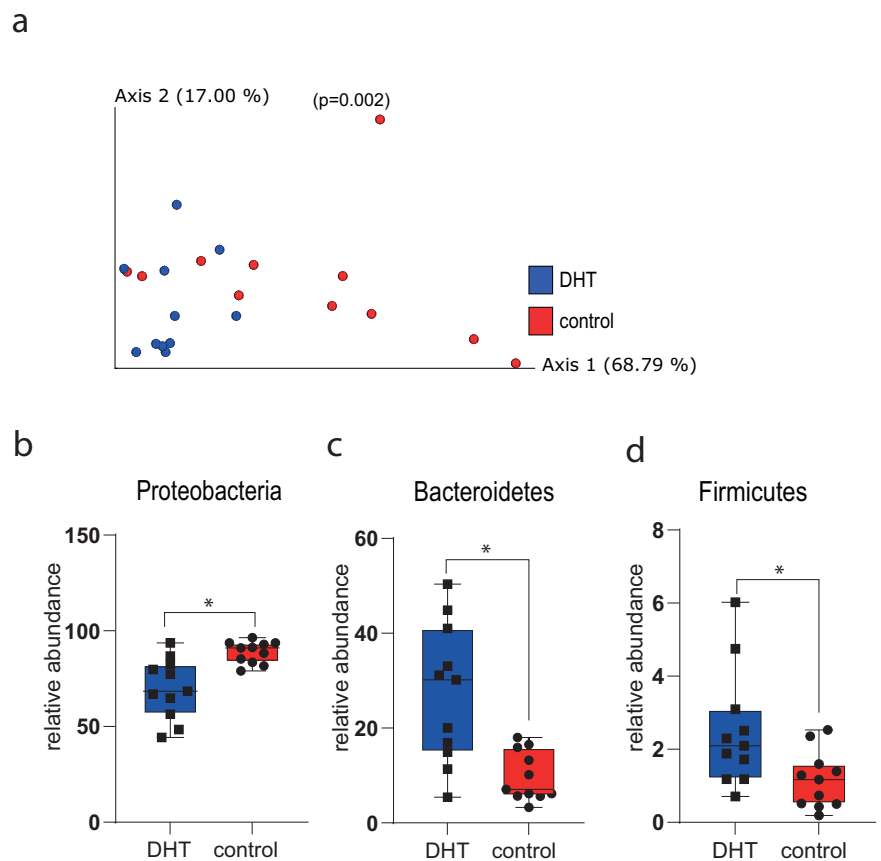 a
Axis 2 (17.00 %)
(p=0.002)
DHT
control
Axis 1 (68.79 %)
b
c
d
Proteobacteria
Bacteroidetes
Firmicutes
relative abundance
150
100
50
0
*
DHT
control
relative abundance
60
40
20
0
*
DHT
control
relative abundance
8
6
4
2
0
*
DHT
control